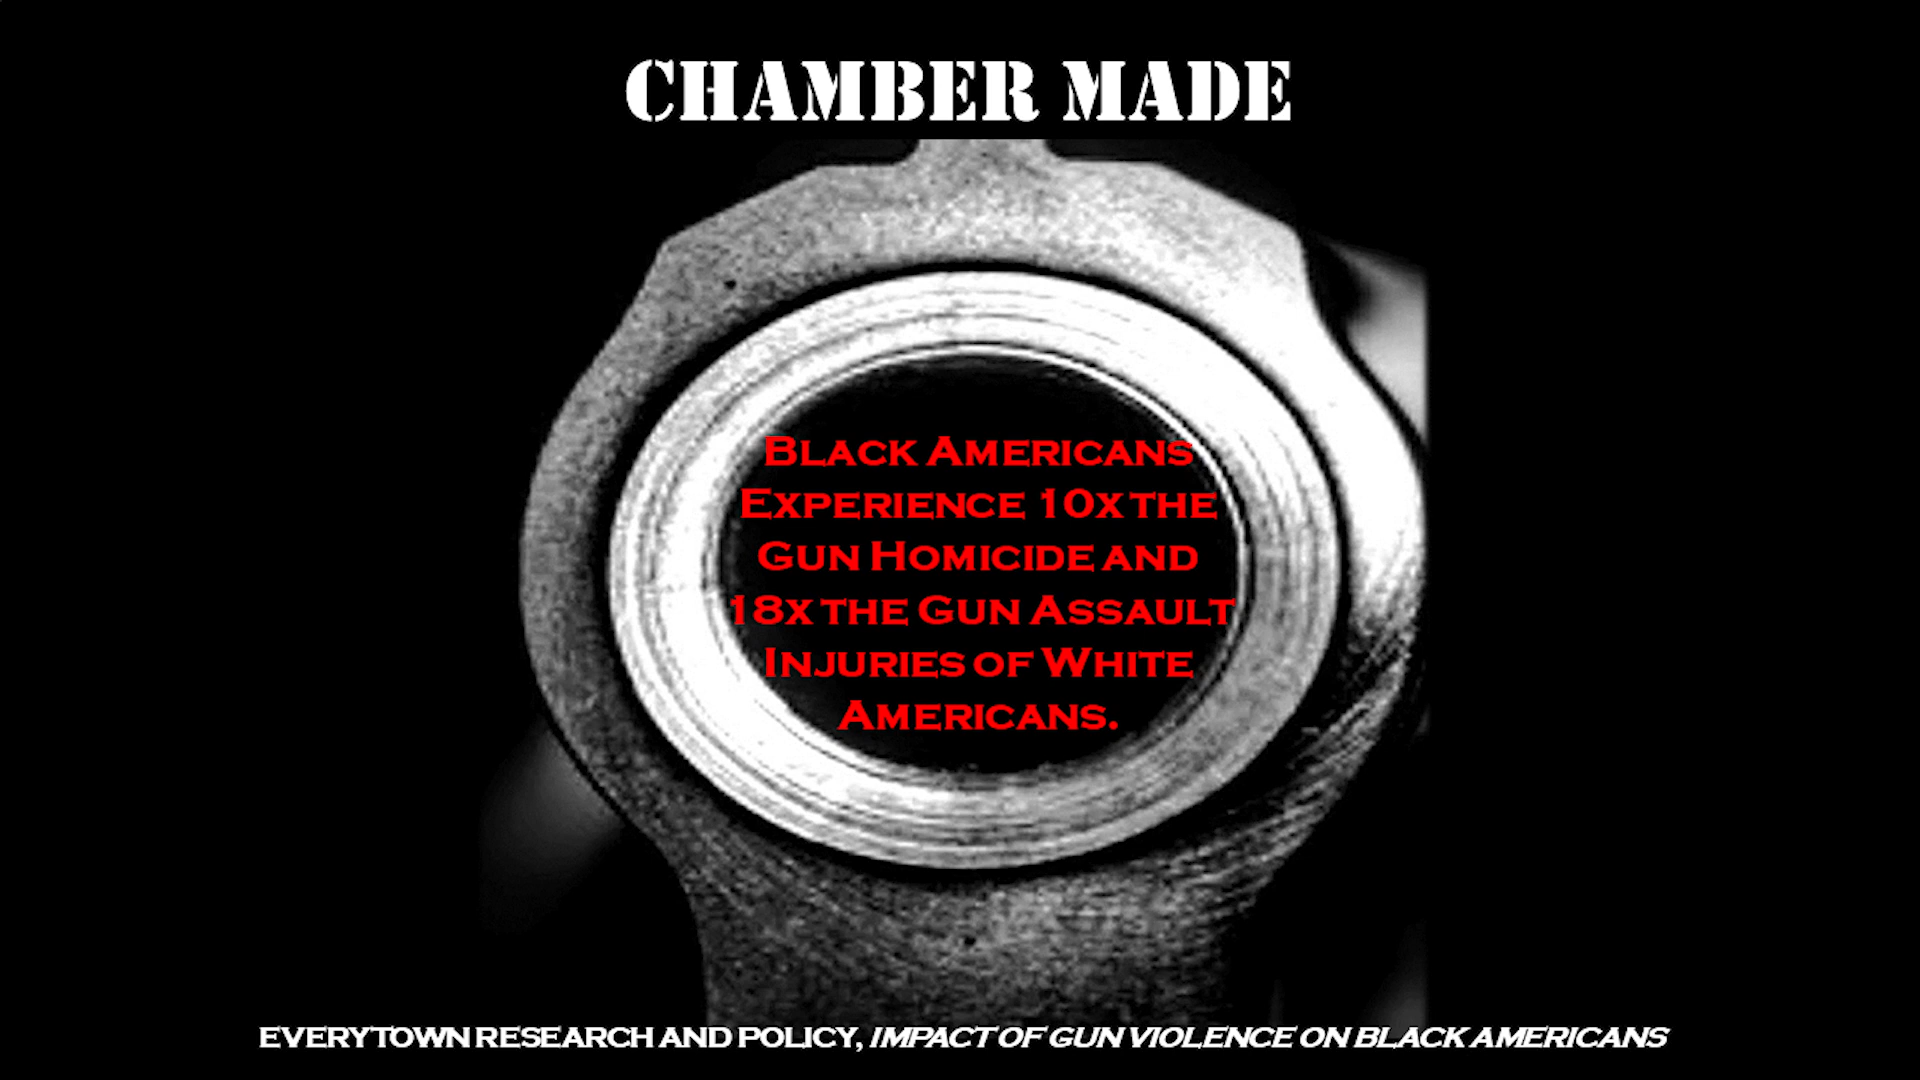 CHAMBER MADE
BLACK AMERICANS
EXPERIENCE 10X THE
GUN HOMICIDE AND
18X THE GUN ASSAULT
INJURIES OF WHITE
AMERICANS.
EVERYTOWN RESEARCH AND POLICY, IMPACT OF GUN VIOLENCE ON BLACK AMERICANS